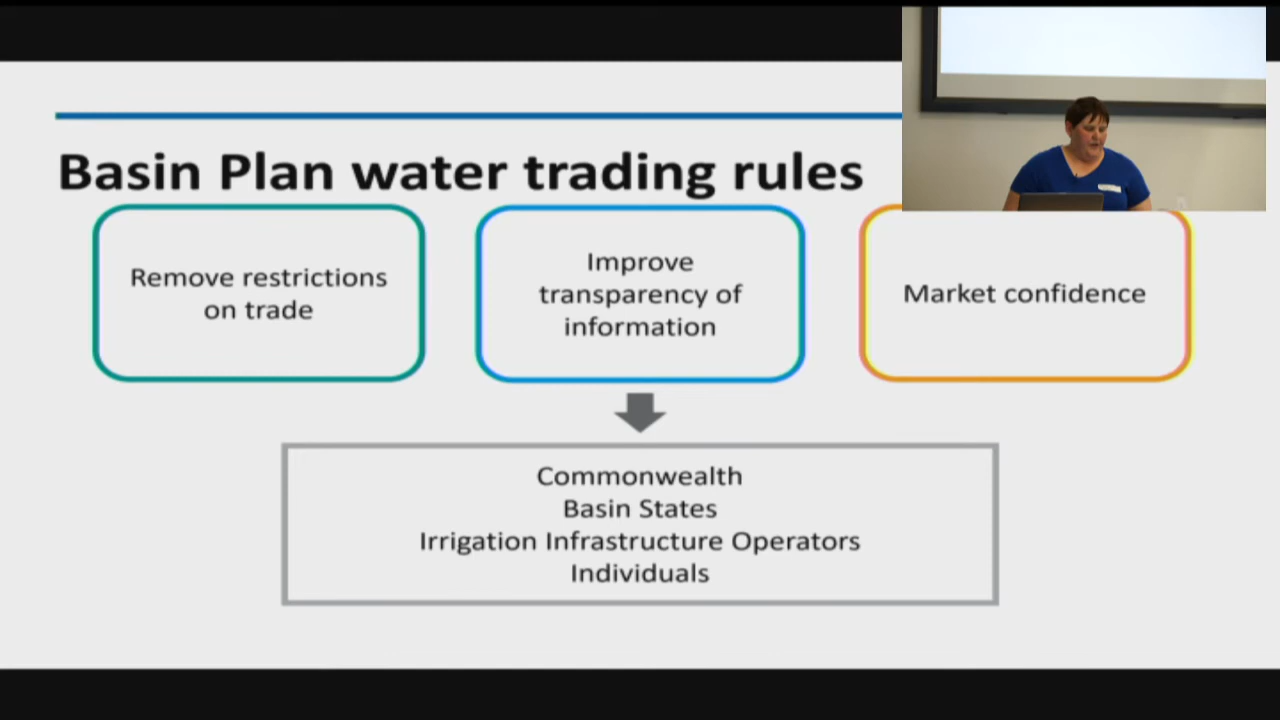 Basin Plan water trading rules
Remove restrictions
on trade
Improve
transparency of
information
Market confidence
Commonwealth
Basin States
Irrigation Infrastructure Operators
Individuals